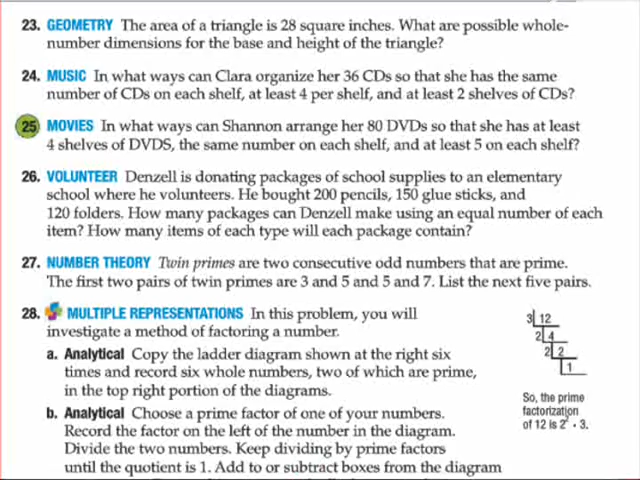 23. GEOMETRY The area of a triangle is 28 square inches. What are possible whole-
number dimensions for the base and height of the triangle?
24. MUSIC In what ways can Clara organize her 36 CDs so that she has the same
number of CDs on each shelf, at least 4 per shelf, and at least 2 shelves of CDs?
25 MOVIES In what ways can Shannon arrange her 80 DVDs so that she has at least
4 shelves of DVDS, the same number on each shelf, and at least 5 on each shelf?
26. VOLUNTEER Denzell is donating packages of school supplies to an elementary
school where he volunteers. He bought 200 pencils, 150 glue sticks, and
120 folders. How many packages can Denzell make using an equal number of each
item? How many items of each type will each package contain?
27. NUMBER THEORY Twin primes are two consecutive odd numbers that are prime.
The first two pairs of twin primes are 3 and 5 and 5 and 7. List the next five pairs.
28. MULTIPLE REPRESENTATIONS In this problem, you will
investigate a method of factoring a number.
a. Analytical Copy the ladder diagram shown at the right six
times and record six whole numbers, two of which are prime,
in the top right portion of the diagrams.
b. Analytical Choose a prime factor of one of your numbers.
Record the factor on the left of the number in the diagram.
Divide the two numbers. Keep dividing by prime factors
until the quotient is 1. Add to or subtract boxes from the diagram
3 12
2 4
2 2
1
So, the prime
factorization
of 12 is 2² · 3.